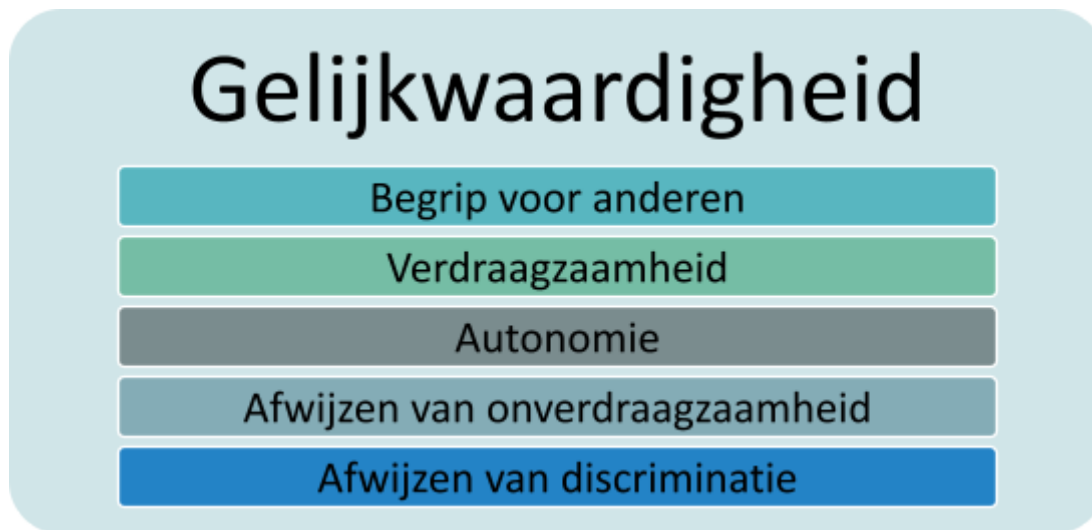 Gelijkwaardigheid
Begrip voor anderen
Verdraagzaamheid
Autonomie
Afwijzen van onverdraagzaamheid
Afwijzen van discriminatie